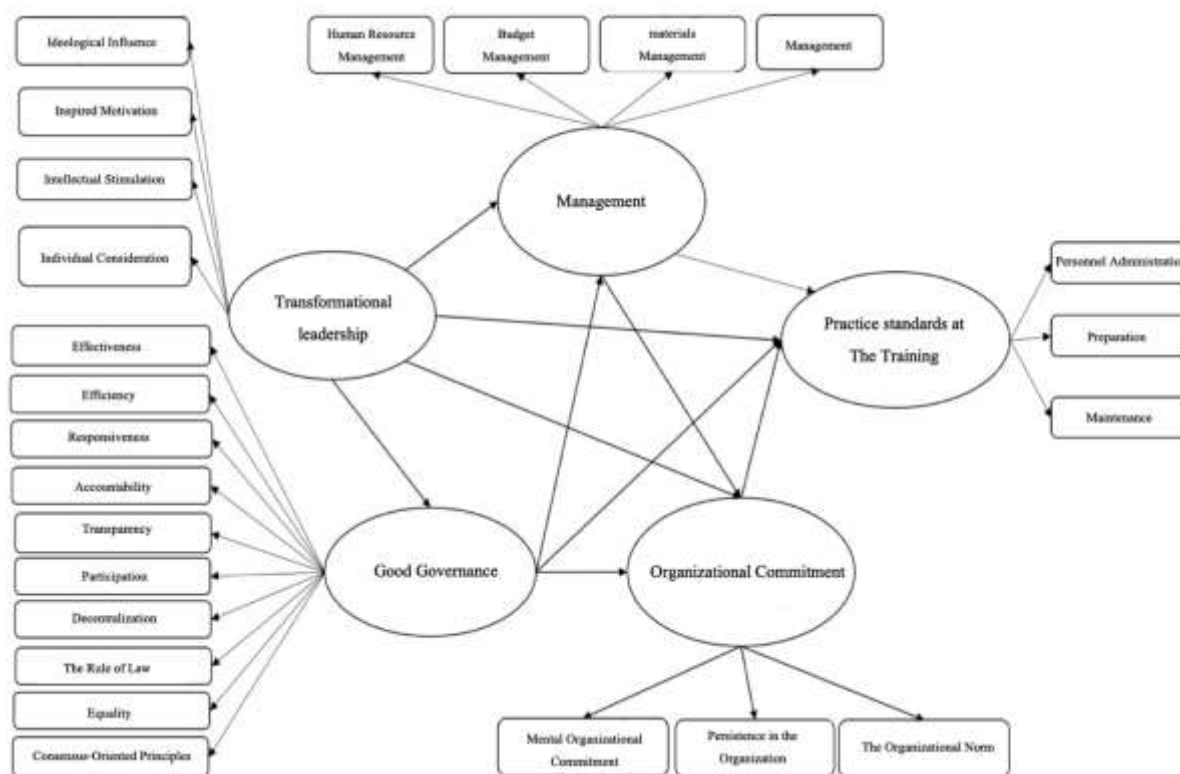 Ideological Influence
Inspired Motivation
Intellectual Stimulation
Individual Consideration
Effectiveness
Efficiency
Responsiveness
Accountability
Transparency
Participation
Decentralization
The Rule of Law
Equality
Consensus-Oriented Principles
Human Resource
Management
Budget
Management
materials
Management
Management
Management
Transformational
leadership
Practice standards at
The Training
Personnel Administration
Preparation
Maintenance
Good Governance
Organizational Commitment
Mental Organizational
Commitment
Persistence in the
Organization
The Organizational Norm